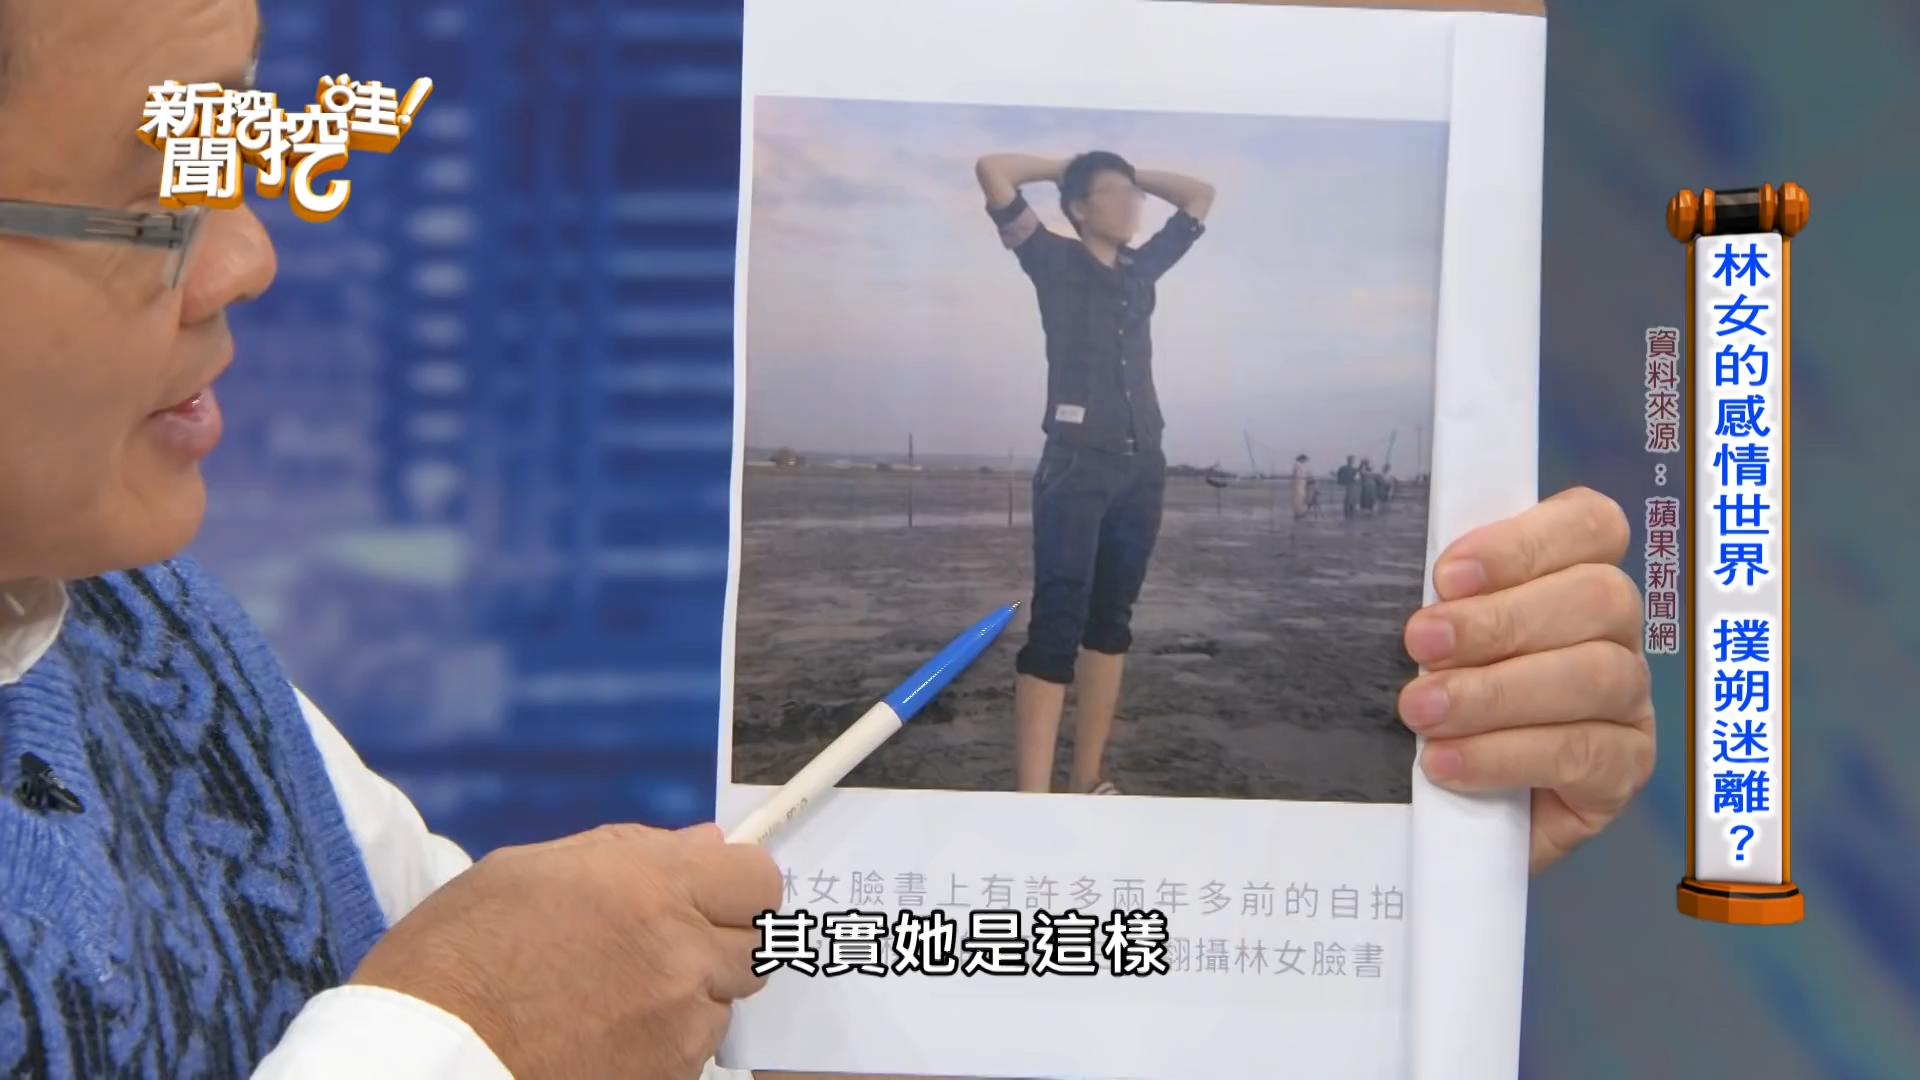 新聞挖挖哇！
林女的感情世界 撲朔迷離？
資料來源：蘋果新聞網
林女臉書上有許多兩年多前的自拍
翻攝林女臉書
其實她是這樣